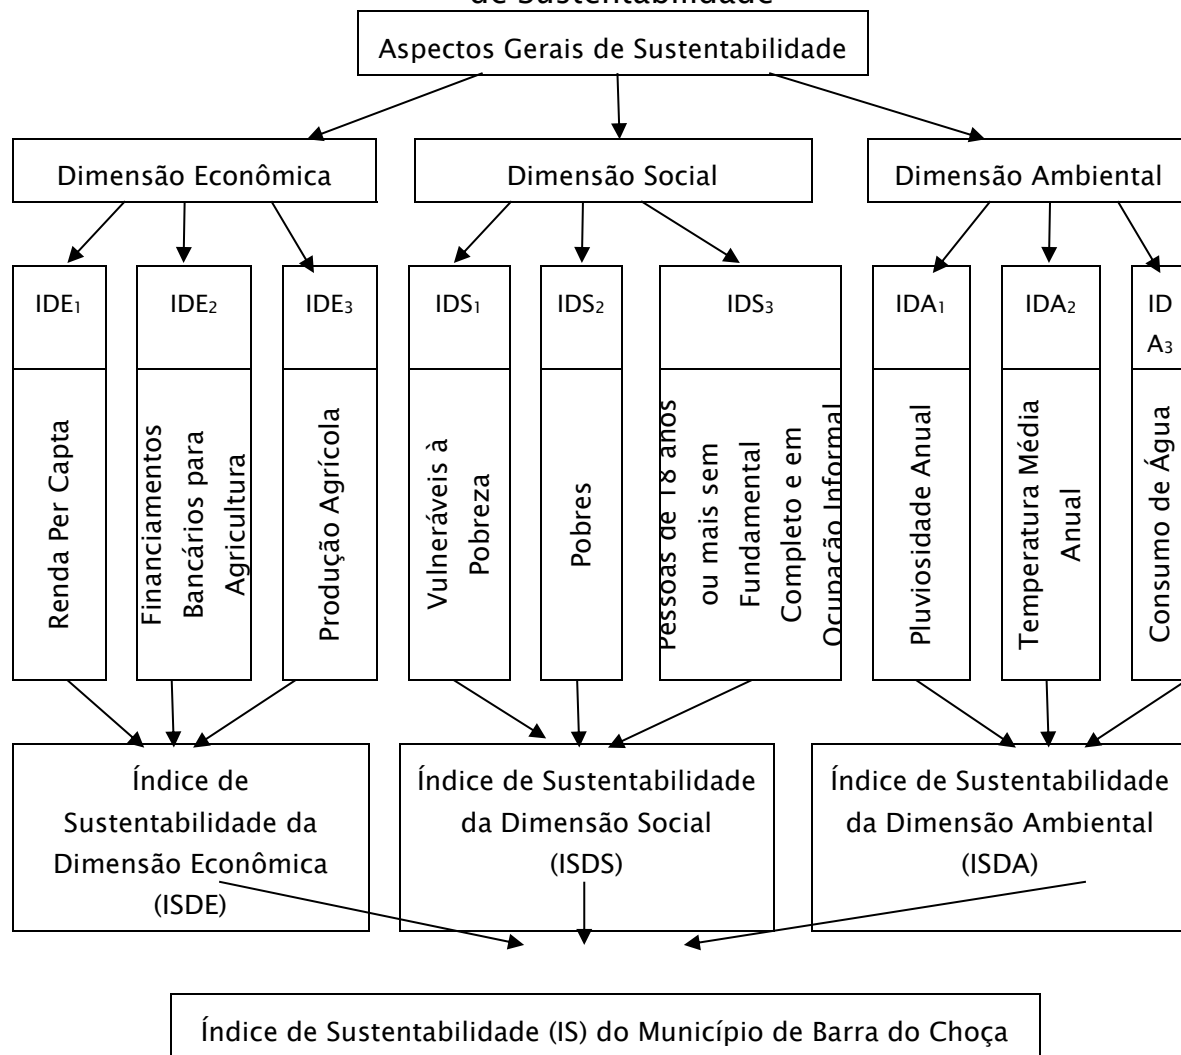 de Sustentabilidade
Aspectos Gerais de Sustentabilidade
Dimensão Econômica
Dimensão Social
Dimensão Ambiental
IDE₁
IDE₂
IDE₃
IDS₁
IDS₂
IDS₃
IDA₁
IDA₂
ID
A₃
Renda Per Capta
Financiamentos
Bancários para
Agricultura
Produção Agrícola
Vulneráveis à
Pobreza
Pobres
Pessoas de 18 anos
ou mais sem
Fundamental
Completo e em
Ocupação Informal
Pluviosidade Anual
Temperatura Média
Anual
Consumo de Água
Índice de
Sustentabilidade da
Dimensão Econômica
(ISDE)
Índice de Sustentabilidade
da Dimensão Social
(ISDS)
Índice de Sustentabilidade
da Dimensão Ambiental
(ISDA)
Índice de Sustentabilidade (IS) do Município de Barra do Choça